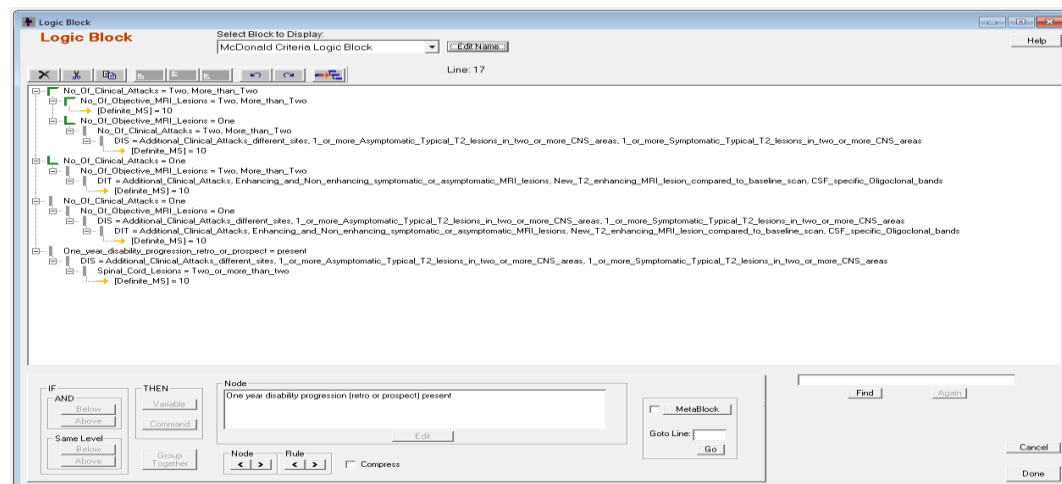 Logic Block
Logic Block
Select Block to Display:
McDonald Criteria Logic Block
Edit Name
Help
Line: 17
No_Of_Clinical_Attacks = Two, More_than_Two
No_Of_Objective_MRI_Lesions = Two, More_than_Two
[Definite_MS] = 10
No_Of_Objective_MRI_Lesions = One
No_Of_Clinical_Attacks = Two, More_than_Two
DIS = Additional_Clinical_Attacks_different_sites, 1_or_more_Asymptomatic_Typical_T2_lesions_in_two_or_more_CNS_areas, 1_or_more_Symptomatic_Typical_T2_lesions_in_two_or_more_CNS_areas
[Definite_MS] = 10
No_Of_Clinical_Attacks = One
No_Of_Objective_MRI_Lesions = Two, More_than_Two
DIT = Additional_Clinical_Attacks, Enhancing_and_Non_enhancing_symptomatic_or_asymptomatic_MRI_lesions, New_T2_enhancing_MRI_lesion_compared_to_baseline_scan, CSF_specific_Oligoclonal_bands
[Definite_MS] = 10
No_Of_Clinical_Attacks = One
No_Of_Objective_MRI_Lesions = One
DIS = Additional_Clinical_Attacks_different_sites, 1_or_more_Asymptomatic_Typical_T2_lesions_in_two_or_more_CNS_areas, 1_or_more_Symptomatic_Typical_T2_lesions_in_two_or_more_CNS_areas
DIT = Additional_Clinical_Attacks, Enhancing_and_Non_enhancing_symptomatic_or_asymptomatic_MRI_lesions, New_T2_enhancing_MRI_lesion_compared_to_baseline_scan, CSF_specific_Oligoclonal_bands
[Definite_MS] = 10
One_year_disability_progression_retro_or_prospect = present
DIS = Additional_Clinical_Attacks_different_sites, 1_or_more_Asymptomatic_Typical_T2_lesions_in_two_or_more_CNS_areas, 1_or_more_Symptomatic_Typical_T2_lesions_in_two_or_more_CNS_areas
Spinal_Cord_Lesions = Two_or_more_than_two
[Definite_MS] = 10
IF
AND
Below
Above
Same Level
Below
Above
THEN
Variable
Command
Group Together
Node
One year disability progression (retro or prospect) present
Edit
Node
< >
Rule
< >
Compress
MetaBlock
Goto Line:
Go
Find
Again
Cancel
Done